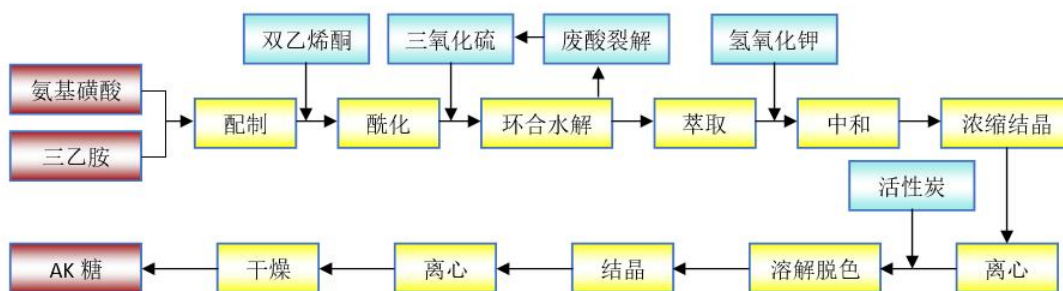 双乙烯酮
三氧化硫
废酸裂解
氢氧化钾
氨基磺酸
三乙胺
配制
酰化
环合水解
萃取
中和
浓缩结晶
活性炭
AK 糖
干燥
离心
结晶
溶解脱色
离心